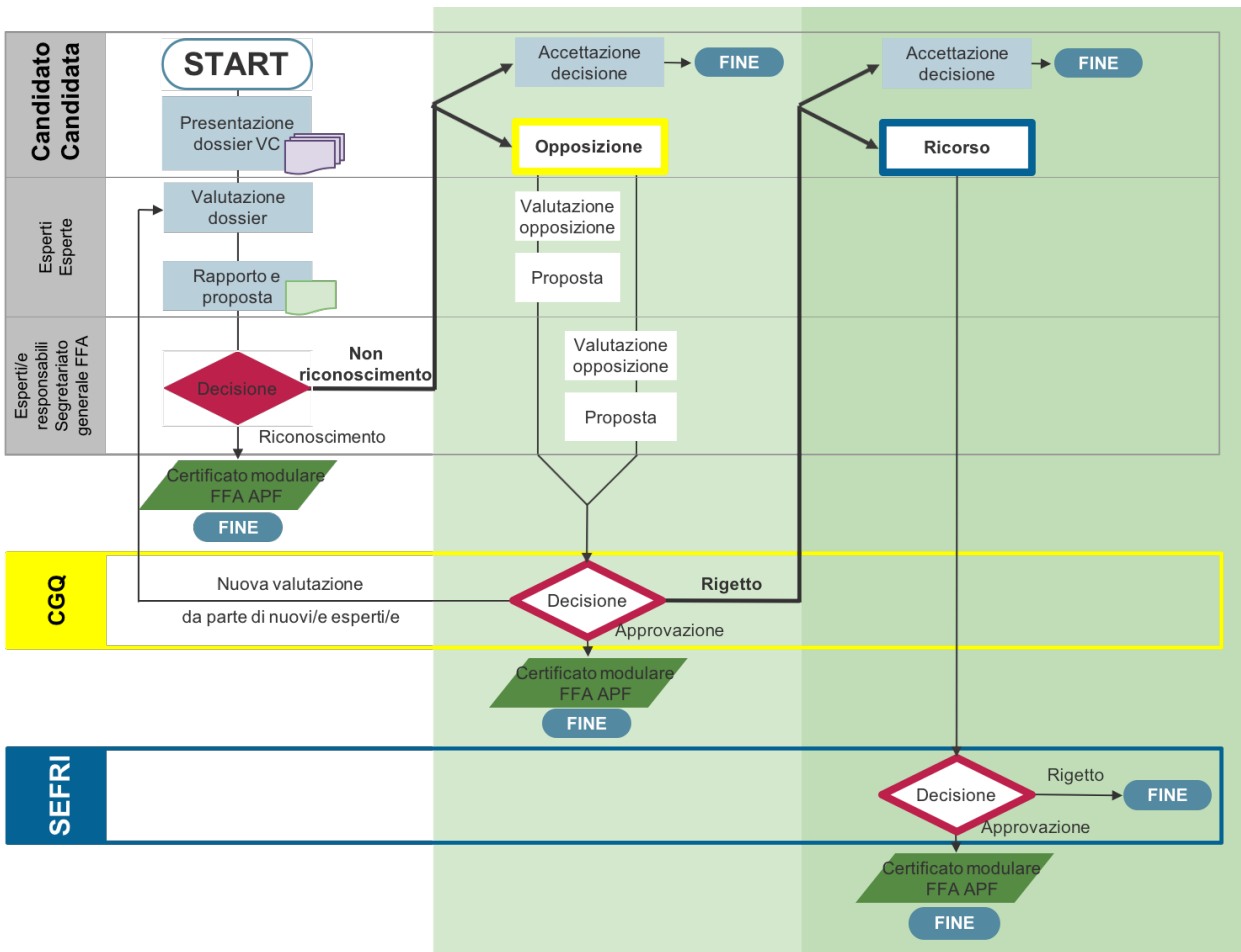 Candidato
Candidata
START
Presentazione
dossier VC
Accettazione
decisione
FINE
Opposizione
Accettazione
decisione
FINE
Ricorso
Esperti
Esperte
Valutazione
dossier
Rapporto e
proposta
Valutazione
opposizione
Proposta
Esperti/e
responsabili
Segretariato
generale FFA
Decisione
Non
riconoscimento
Riconoscimento
Certificato modulare
FFA APF
FINE
Valutazione
opposizione
Proposta
CGQ
Nuova valutazione
da parte di nuovi/e esperti/e
Decisione
Rigetto
Approvazione
Certificato modulare
FFA APF
FINE
SEFRI
Decisione
Rigetto
FINE
Approvazione
Certificato modulare
FFA APF
FINE